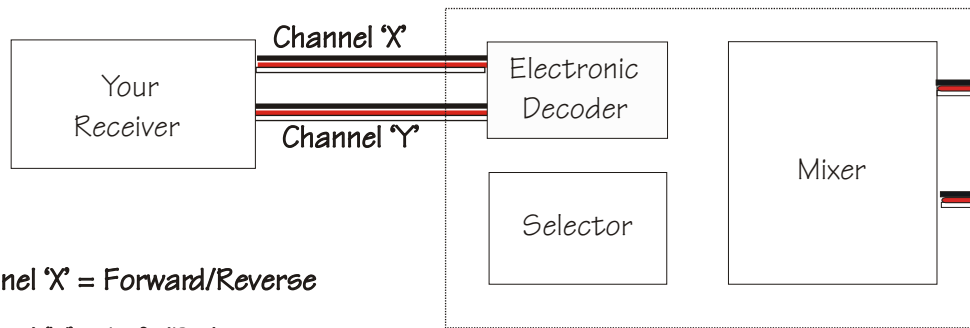 Channel 'X'
Your
Receiver
Channel 'Y'
Electronic
Decoder
Selector
Mixer
nel 'X' = Forward/Reverse